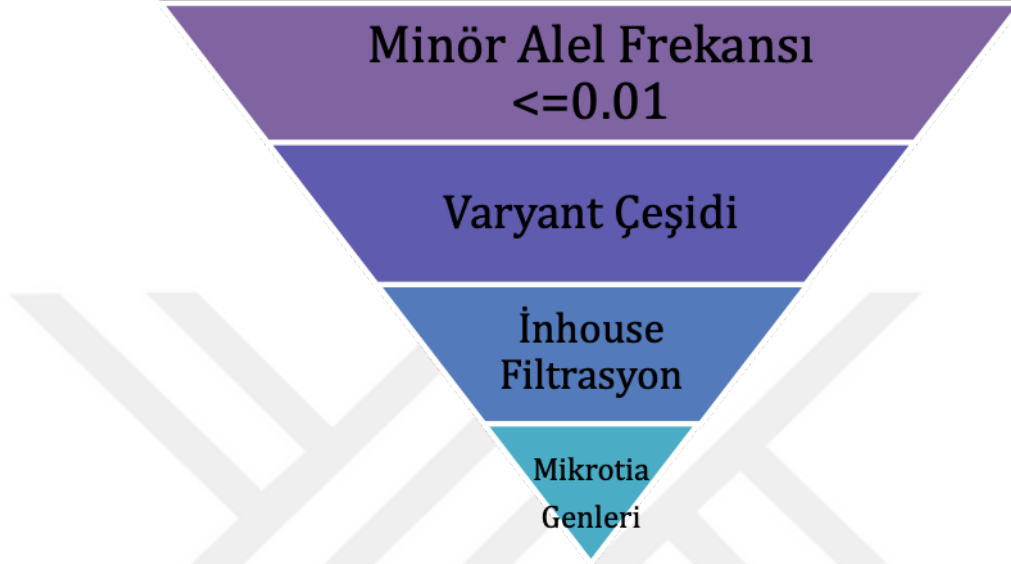 Minör Alel Frekansı
<=0.01
Varyant Çeşidi
İnhouse
Filtrasyon
Mikrotia
Genleri